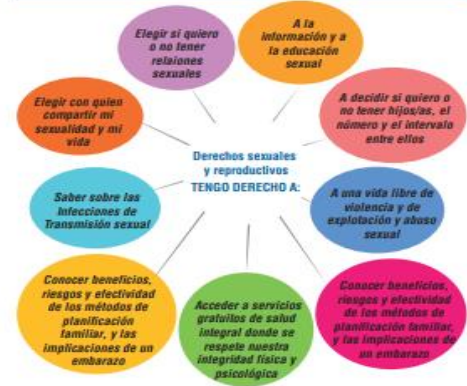 Elegir si quiero
o no tener
relaiones
sexuales
A la
información y a
la educación
sexual
Elegir con quien
compartir mi
sexualidad y mi
vida
A decidir si quiero o
no tener hijos/as, el
número y el intervalo
entre ellos
Derechos sexuales
y reproductivos
TENGO DERECHO A:
Saber sobre las
Infecciones de
Transmisión sexual
A una vida libre de
violencia y de
explotación y abuso
sexual
Conocer beneficios,
riesgos y efectividad
de los métodos de
planificación
familiar, y las
implicaciones de un
embarazo
Acceder a servicios
gratuitos de salud
integral donde se
respete nuestra
integridad física y
psicológica
Conocer beneficios,
riesgos y efectividad
de los métodos de
planificación familiar,
y las implicaciones de
un embarazo